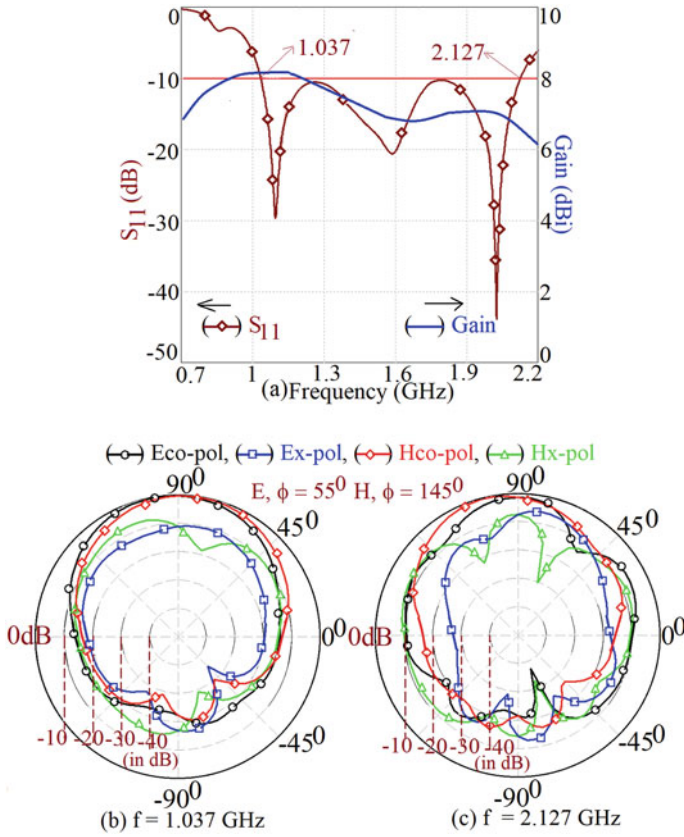 0 10
1.037 2.127
-10 8
-20 6
-30 4
-40 2
-50 0
S11 (dB)
Gain (dBi)
(—) S11 (—) Gain
0.7 1 1.3 1.6 1.9 2.2
(a) Frequency (GHz)
(—) Eco-pol, (—) Ex-pol, (—) Hco-pol, (—) Hx-pol
E, ϕ = 55⁰ H, ϕ = 145⁰
90⁰ 45⁰ 0⁰ -45⁰ -90⁰
0dB
-10 -20 -30 -40
(in dB)
90⁰ 45⁰ 0⁰ -45⁰ -90⁰
0dB
-10 -20 -30 -40
(in dB)
(b) f = 1.037 GHz (c) f = 2.127 GHz